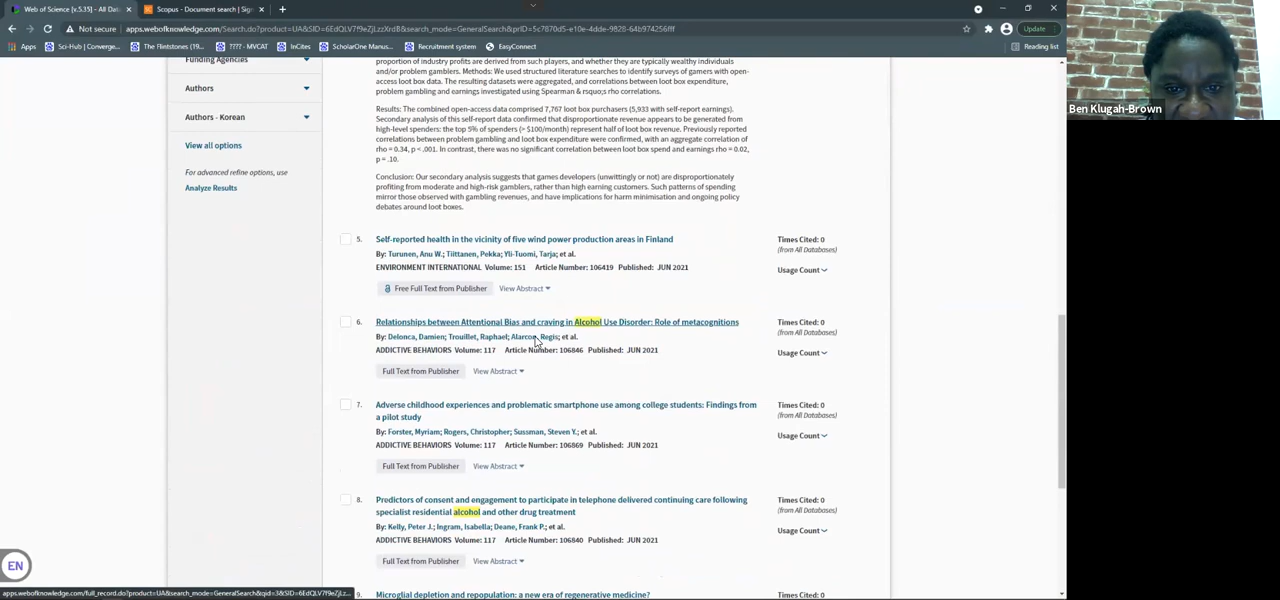 Web of Science [v.5.35] - All Dat
Scopus - Document search | Sign
Not secure
apps.webofknowledge.com/Search.do?product=UA&SID=6EdQLV7f9eZjLzzXrdB&search_mode=GeneralSearch&prID=5c7870d5-e10e-4dde-9828-64b974256fff
Update
Apps
Sci-Hub | Converge...
The Flintstones (19...
???? - MVCAT
InCites
ScholarOne Manus...
Recruitment system
EasyConnect
Reading list
Ben Klugah-Brown
Funding Agencies
Authors
Authors - Korean
View all options
For advanced refine options, use
Analyze Results
proportion of industry profits are derived from such players, and whether they are typically wealthy individuals
and/or problem gamblers. Methods: We used structured literature searches to identify surveys of gamers with open-
access loot box data. The resulting datasets were aggregated, and correlations between loot box expenditure,
problem gambling and earnings investigated using Spearman & rsquo;s rho correlations.
Results: The combined open-access data comprised 7,767 loot box purchasers (5,933 with self-report earnings).
Secondary analysis of this self-report data confirmed that disproportionate revenue appears to be generated from
high-level spenders: the top 5% of spenders (> $100/month) represent half of loot box revenue. Previously reported
correlations between problem gambling and loot box expenditure were confirmed, with an aggregate correlation of
rho = 0.34, p < .001. In contrast, there was no significant correlation between loot box spend and earnings rho = 0.02,
p = .10.
Conclusion: Our secondary analysis suggests that games developers (unwittingly or not) are disproportionately
profiting from moderate and high-risk gamblers, rather than high earning customers. Such patterns of spending
mirror those observed with gambling revenues, and have implications for harm minimisation and ongoing policy
debates around loot boxes.
5. Self-reported health in the vicinity of five wind power production areas in Finland
By: Turunen, Anu W.; Tiittanen, Pekka; Yli-Tuomi, Tarja; et al.
ENVIRONMENT INTERNATIONAL Volume: 151 Article Number: 106419 Published: JUN 2021
Free Full Text from Publisher View Abstract
Times Cited: 0
(from All Databases)
Usage Count
6. Relationships between Attentional Bias and craving in Alcohol Use Disorder: Role of metacognitions
By: Delonca, Damien; Trouillet, Raphael; Alarcon, Regis; et al.
ADDICTIVE BEHAVIORS Volume: 117 Article Number: 106846 Published: JUN 2021
Full Text from Publisher View Abstract
Times Cited: 0
(from All Databases)
Usage Count
7. Adverse childhood experiences and problematic smartphone use among college students: Findings from
a pilot study
By: Forster, Myriam; Rogers, Christopher; Sussman, Steven Y.; et al.
ADDICTIVE BEHAVIORS Volume: 117 Article Number: 106869 Published: JUN 2021
Full Text from Publisher View Abstract
Times Cited: 0
(from All Databases)
Usage Count
8. Predictors of consent and engagement to participate in telephone delivered continuing care following
specialist residential alcohol and other drug treatment
By: Kelly, Peter J.; Ingram, Isabella; Deane, Frank P.; et al.
ADDICTIVE BEHAVIORS Volume: 117 Article Number: 106840 Published: JUN 2021
Full Text from Publisher View Abstract
Times Cited: 0
(from All Databases)
Usage Count
9. Microglial depletion and repopulation: a new era of regenerative medicine?
EN
apps.webofknowledge.com/full_record.do?product=UA&search_mode=GeneralSearch&qid=3&SID=6EdQLV7f9eZjLz...